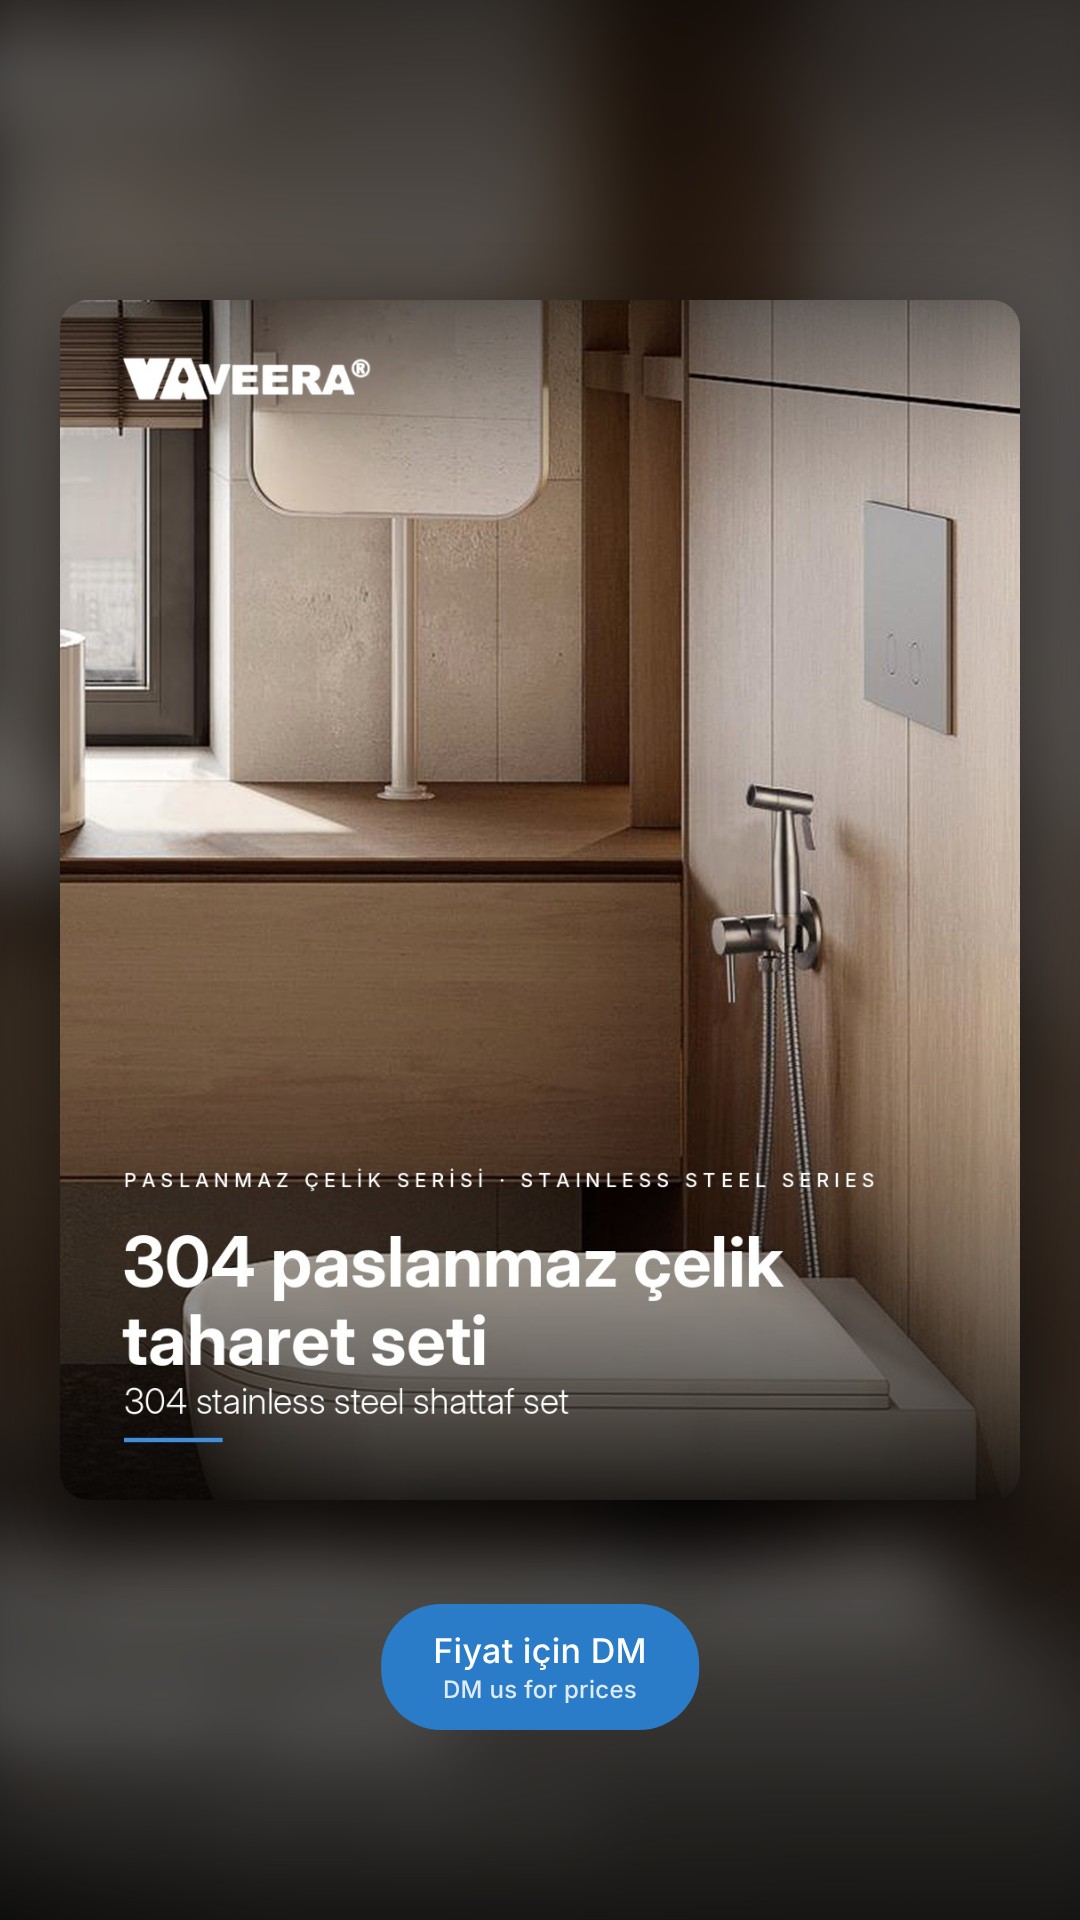 VAVEERA®
PASLANMAZ ÇELİK SERİSİ · STAINLESS STEEL SERIES
304 paslanmaz çelik
taharet seti
304 stainless steel shattaf set
Fiyat için DM
DM us for prices